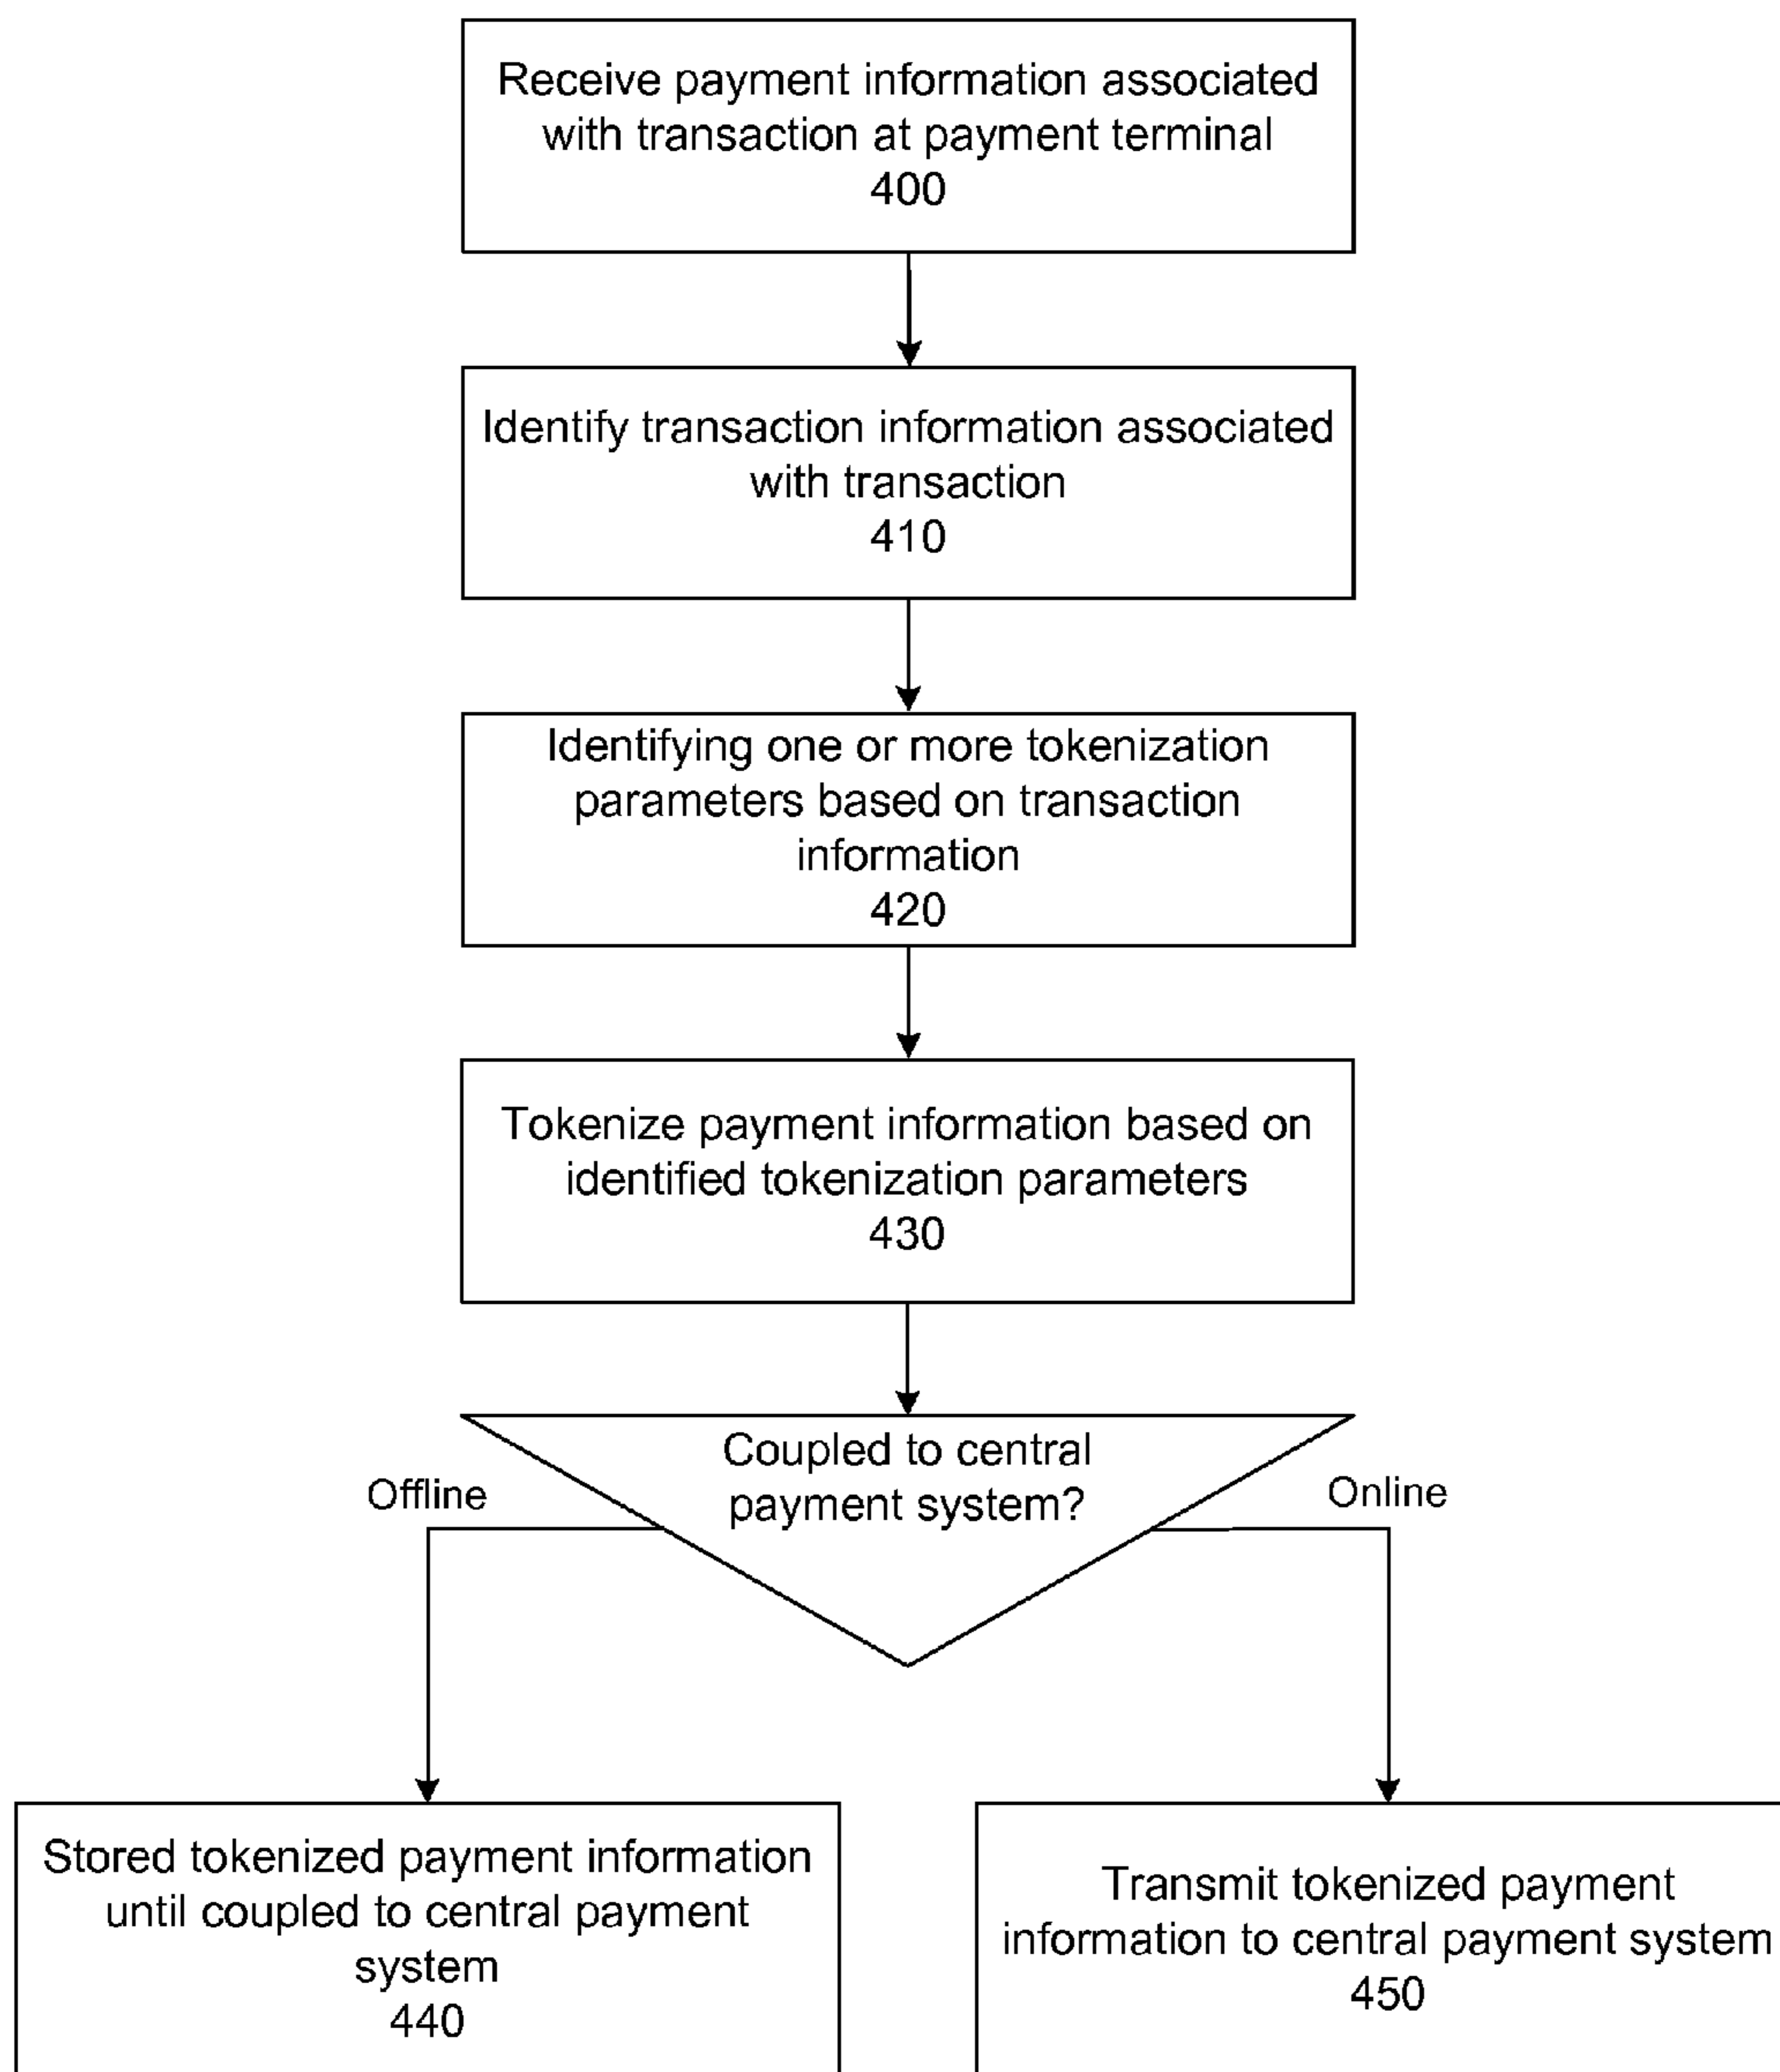 Receive payment information associated
with transaction at payment terminal
400
Identify transaction information associated
with transaction
410
Identifying one or more tokenization
parameters based on transaction
information
420
Tokenize payment information based on
identified tokenization parameters
430
Coupled to central
payment system?
Offline
Online
Stored tokenized payment information
until coupled to central payment
system
440
Transmit tokenized payment
information to central payment system
450